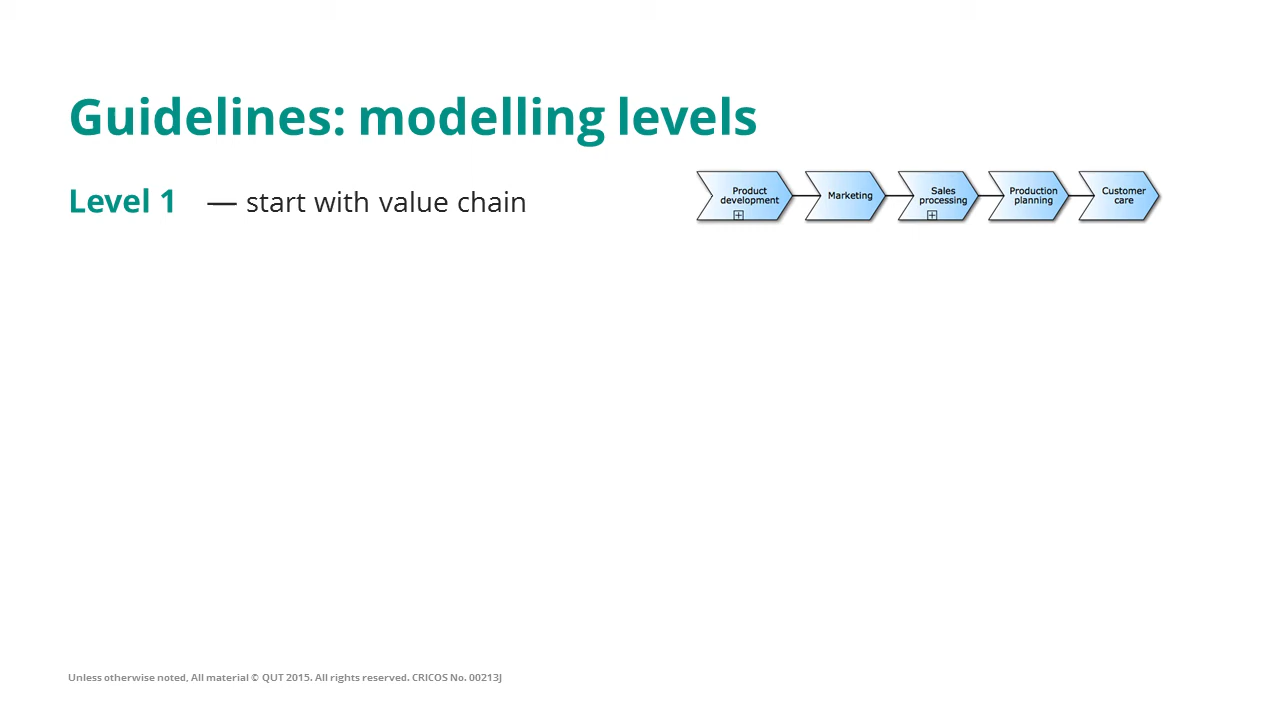 Guidelines: modelling levels
Level 1 — start with value chain
Product
development
Marketing
Sales
processing
Production
planning
Customer
care
Unless otherwise noted, All material © QUT 2015. All rights reserved. CRICOS No. 00213J